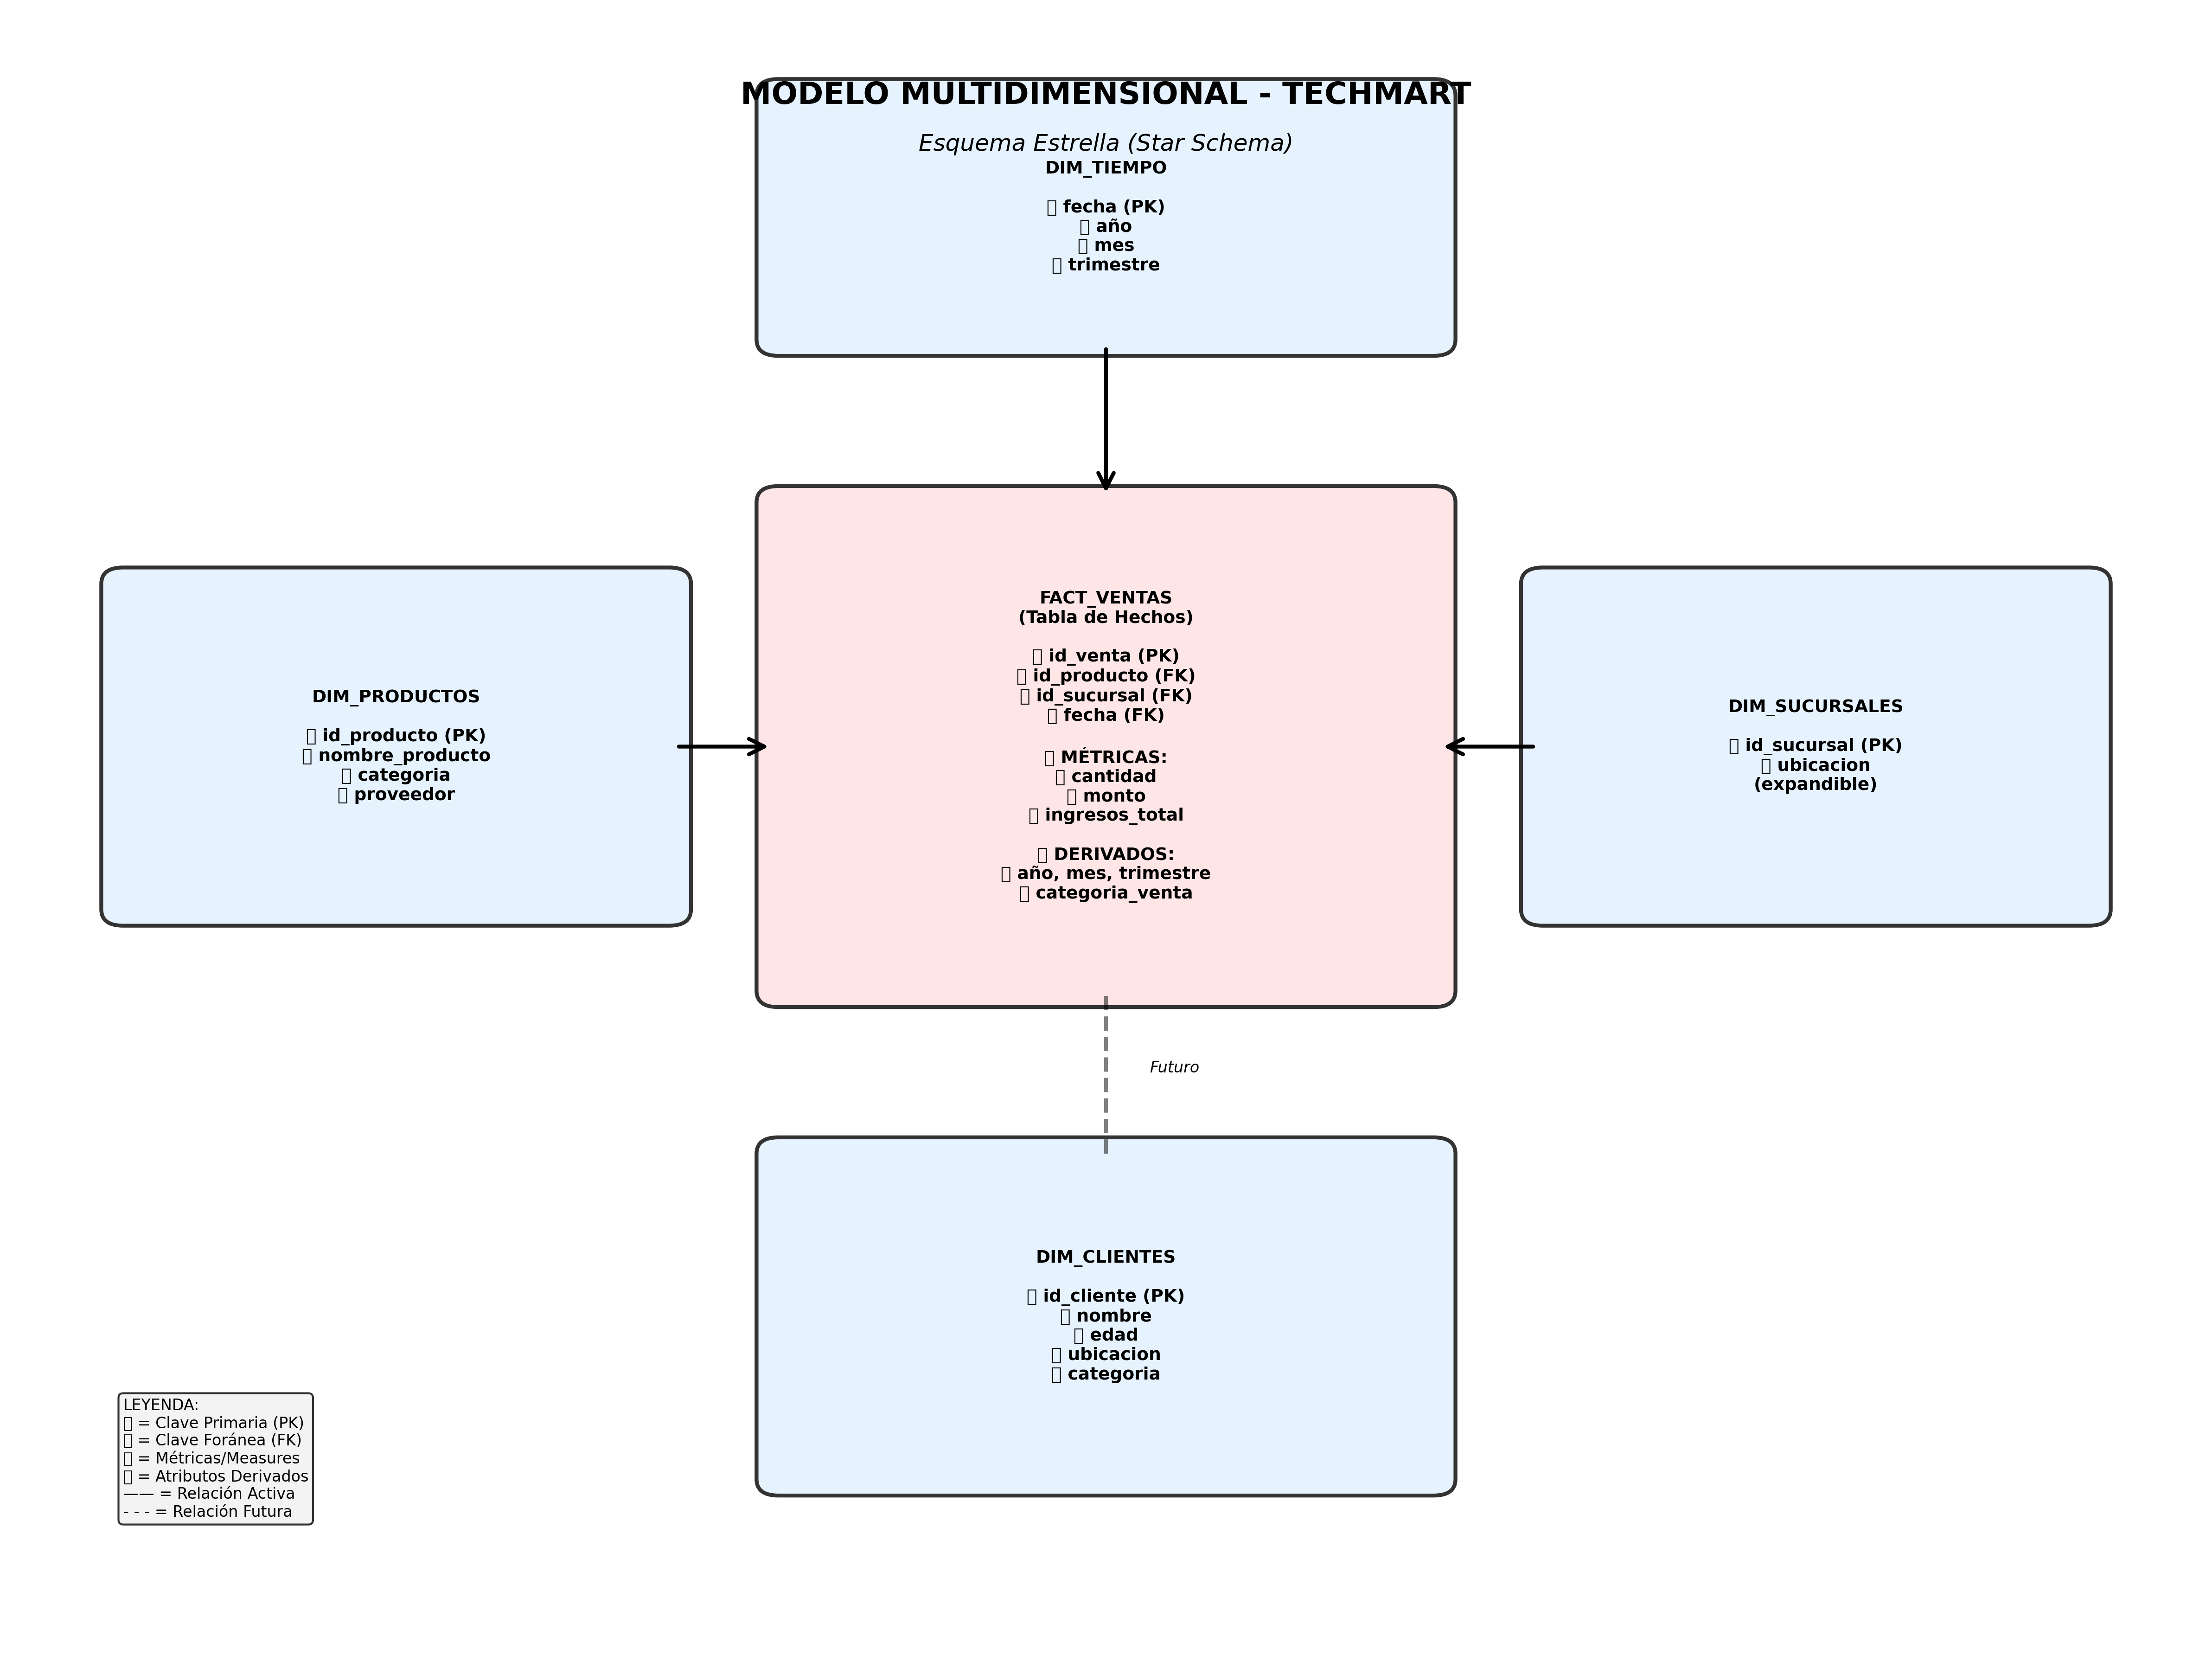 MODELO MULTIDIMENSIONAL - TECHMART
Esquema Estrella (Star Schema)
DIM_TIEMPO
▯ fecha (PK)
▯ año
▯ mes
▯ trimestre
FACT_VENTAS
(Tabla de Hechos)
▯ id_venta (PK)
▯ id_producto (FK)
▯ id_sucursal (FK)
▯ fecha (FK)
▯ MÉTRICAS:
▯ cantidad
▯ monto
▯ ingresos_total
▯ DERIVADOS:
▯ año, mes, trimestre
▯ categoria_venta
DIM_PRODUCTOS
▯ id_producto (PK)
▯ nombre_producto
▯ categoria
▯ proveedor
DIM_SUCURSALES
▯ id_sucursal (PK)
▯ ubicacion
(expandible)
Futuro
DIM_CLIENTES
▯ id_cliente (PK)
▯ nombre
▯ edad
▯ ubicacion
▯ categoria
LEYENDA:
▯ = Clave Primaria (PK)
▯ = Clave Foránea (FK)
▯ = Métricas/Measures
▯ = Atributos Derivados
—— = Relación Activa
- - - = Relación Futura